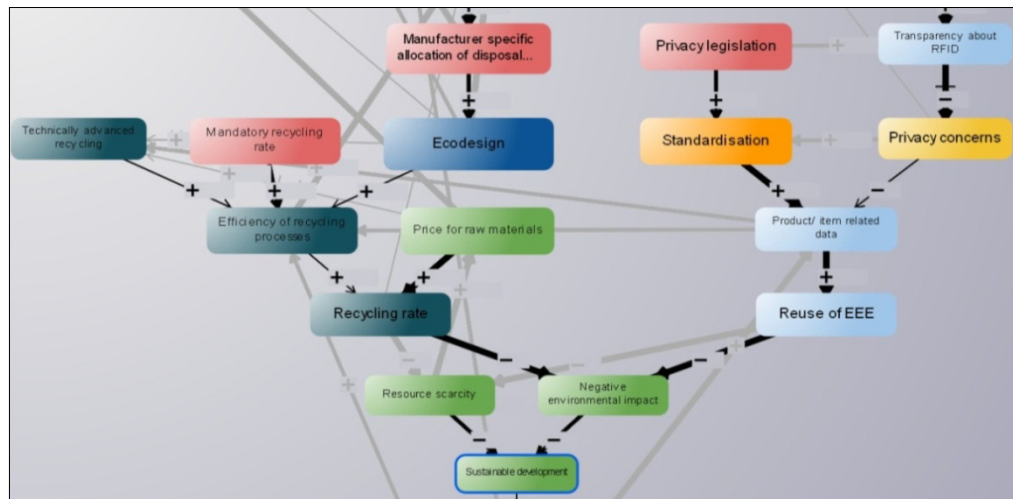 Manufacturer specific
allocation of disposal...
Privacy legislation
+
Transparency about
RFID
+
+
−
Technically advanced
recycling
+
Mandatory recycling
rate
+
Ecodesign
Standardisation
+
Privacy concerns
+
+
+
+
−
Efficiency of recycling
processes
Price for raw materials
Product/ item related
data
+
+
+
+
Recycling rate
Reuse of EEE
−
−
−
−
+
+
Resource scarcity
Negative
environmental impact
−
−
Sustainable development